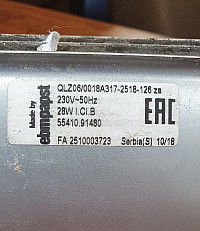 QLZ06/0018A317-2518-126 za
230V~50Hz
28W I.Cl.B
55410.91480
Made by
ebmpapst
EAC
FA 2510003723 Serbia(S) 10/18